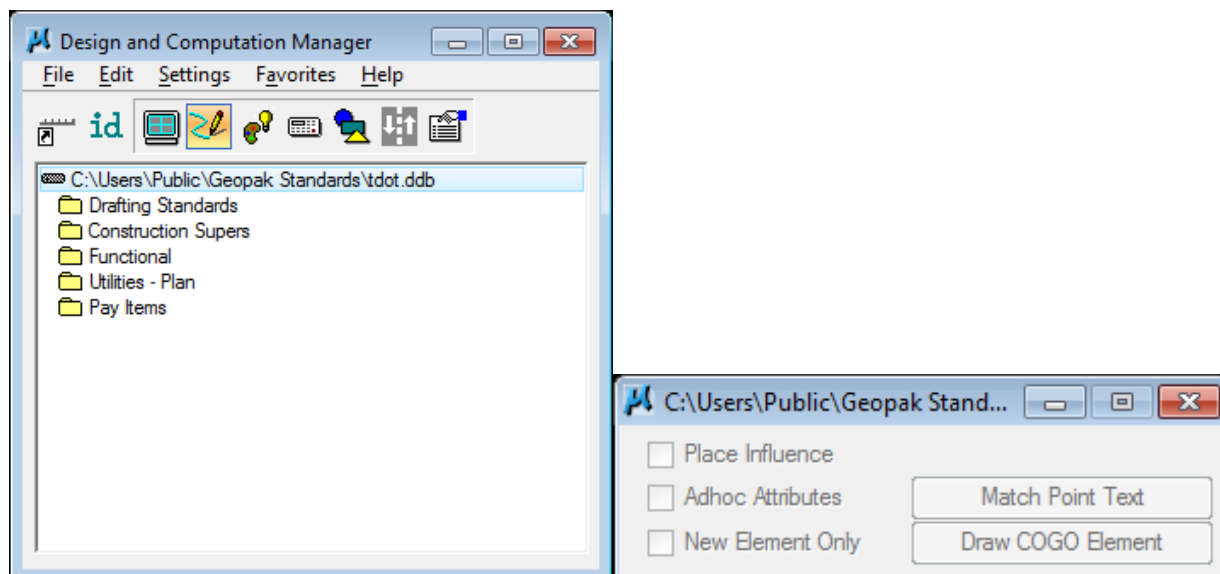 Design and Computation Manager
File Edit Settings Favorites Help
id
C:\Users\Public\Geopak Standards\tdot.ddb
Drafting Standards
Construction Supers
Functional
Utilities - Plan
Pay Items
C:\Users\Public\Geopak Stand...
Place Influence
Adhoc Attributes Match Point Text
New Element Only Draw COGO Element